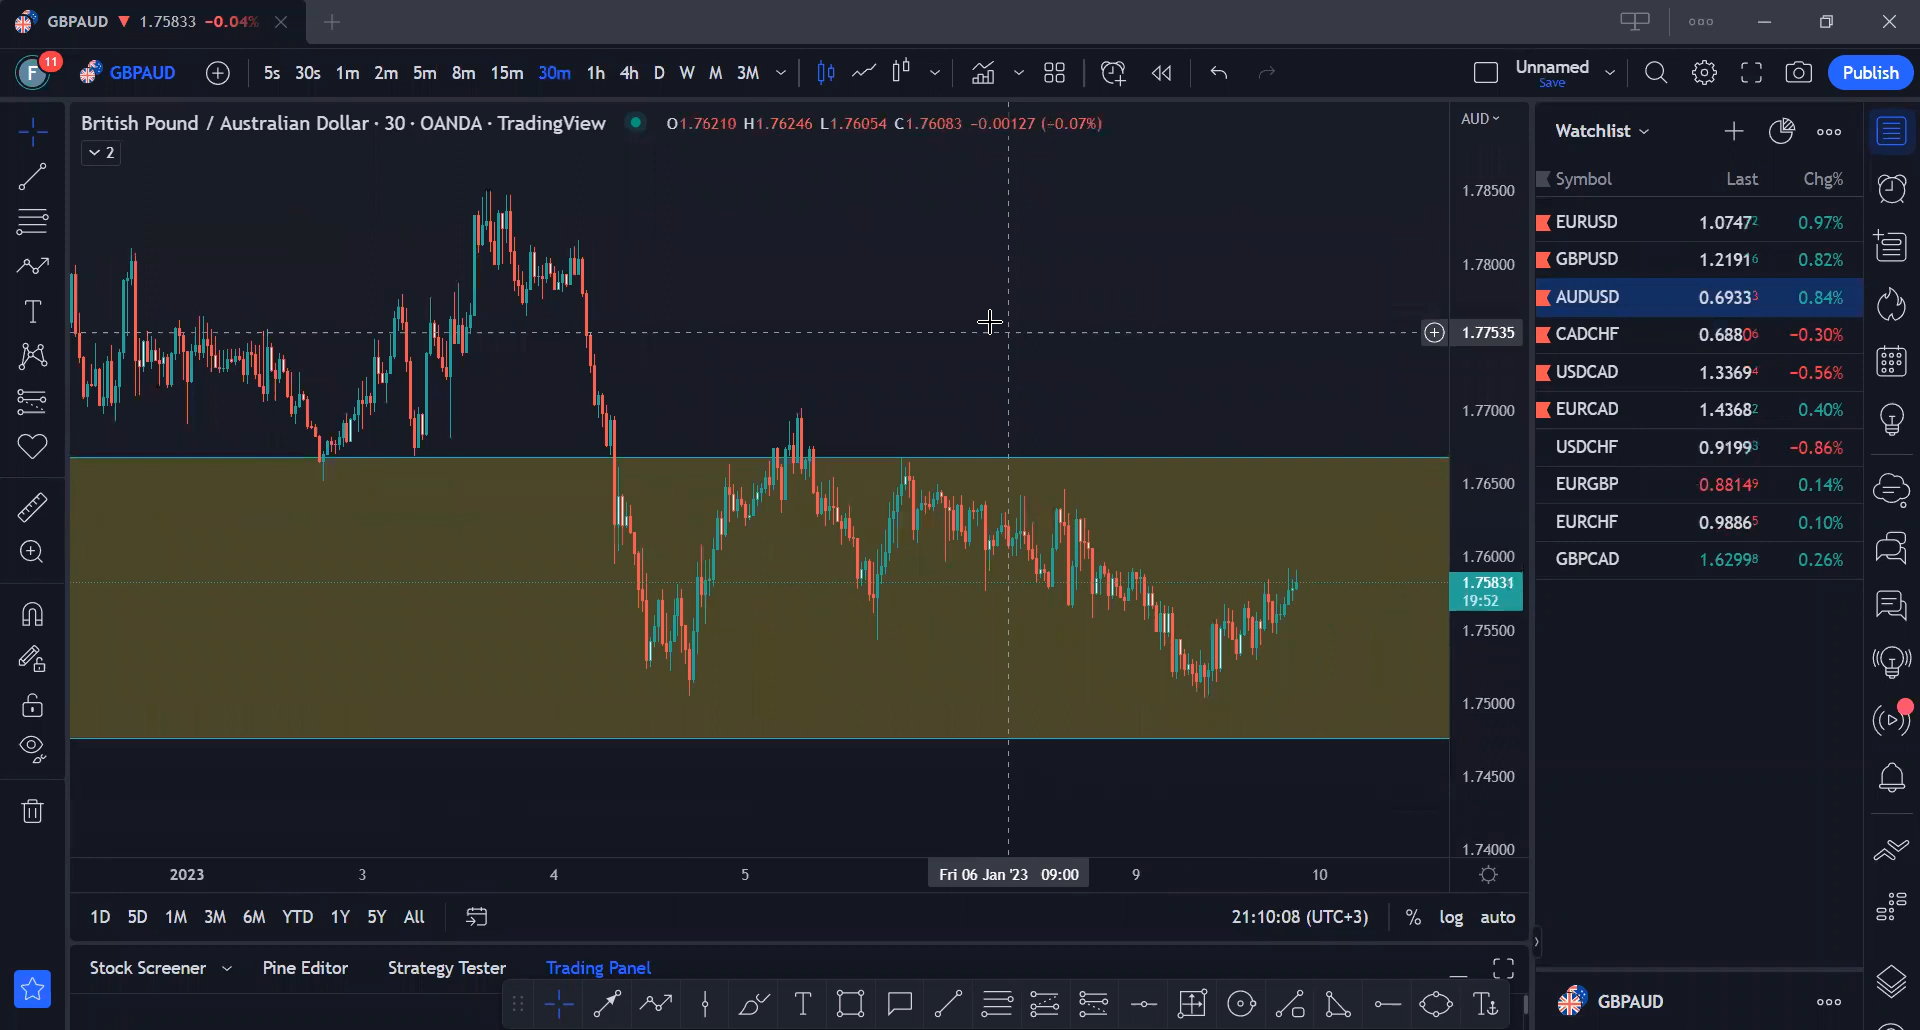 GBPAUD ▼ 1.75833 −0.04%
F 11 GBPAUD 5s 30s 1m 2m 5m 8m 15m 30m 1h 4h D W M 3M Unnamed Publish
Save
British Pound / Australian Dollar · 30 · OANDA · TradingView O1.76210 H1.76246 L1.76054 C1.76083 −0.00127 (−0.07%)
2
AUD
1.78500
1.78000
1.77535
1.77000
1.76500
1.76000
1.75831
19:52
1.75500
1.75000
1.74500
1.74000
2023 3 4 5 Fri 06 Jan '23 09:00 9 10
1D 5D 1M 3M 6M YTD 1Y 5Y All 21:10:08 (UTC+3) % log auto
Stock Screener Pine Editor Strategy Tester Trading Panel
Watchlist
Symbol Last Chg%
EURUSD 1.07472 0.97%
GBPUSD 1.21916 0.82%
AUDUSD 0.69333 0.84%
CADCHF 0.68806 −0.30%
USDCAD 1.33694 −0.56%
EURCAD 1.43682 0.40%
USDCHF 0.91993 −0.86%
EURGBP 0.88149 0.14%
EURCHF 0.98865 0.10%
GBPCAD 1.62998 0.26%
GBPAUD